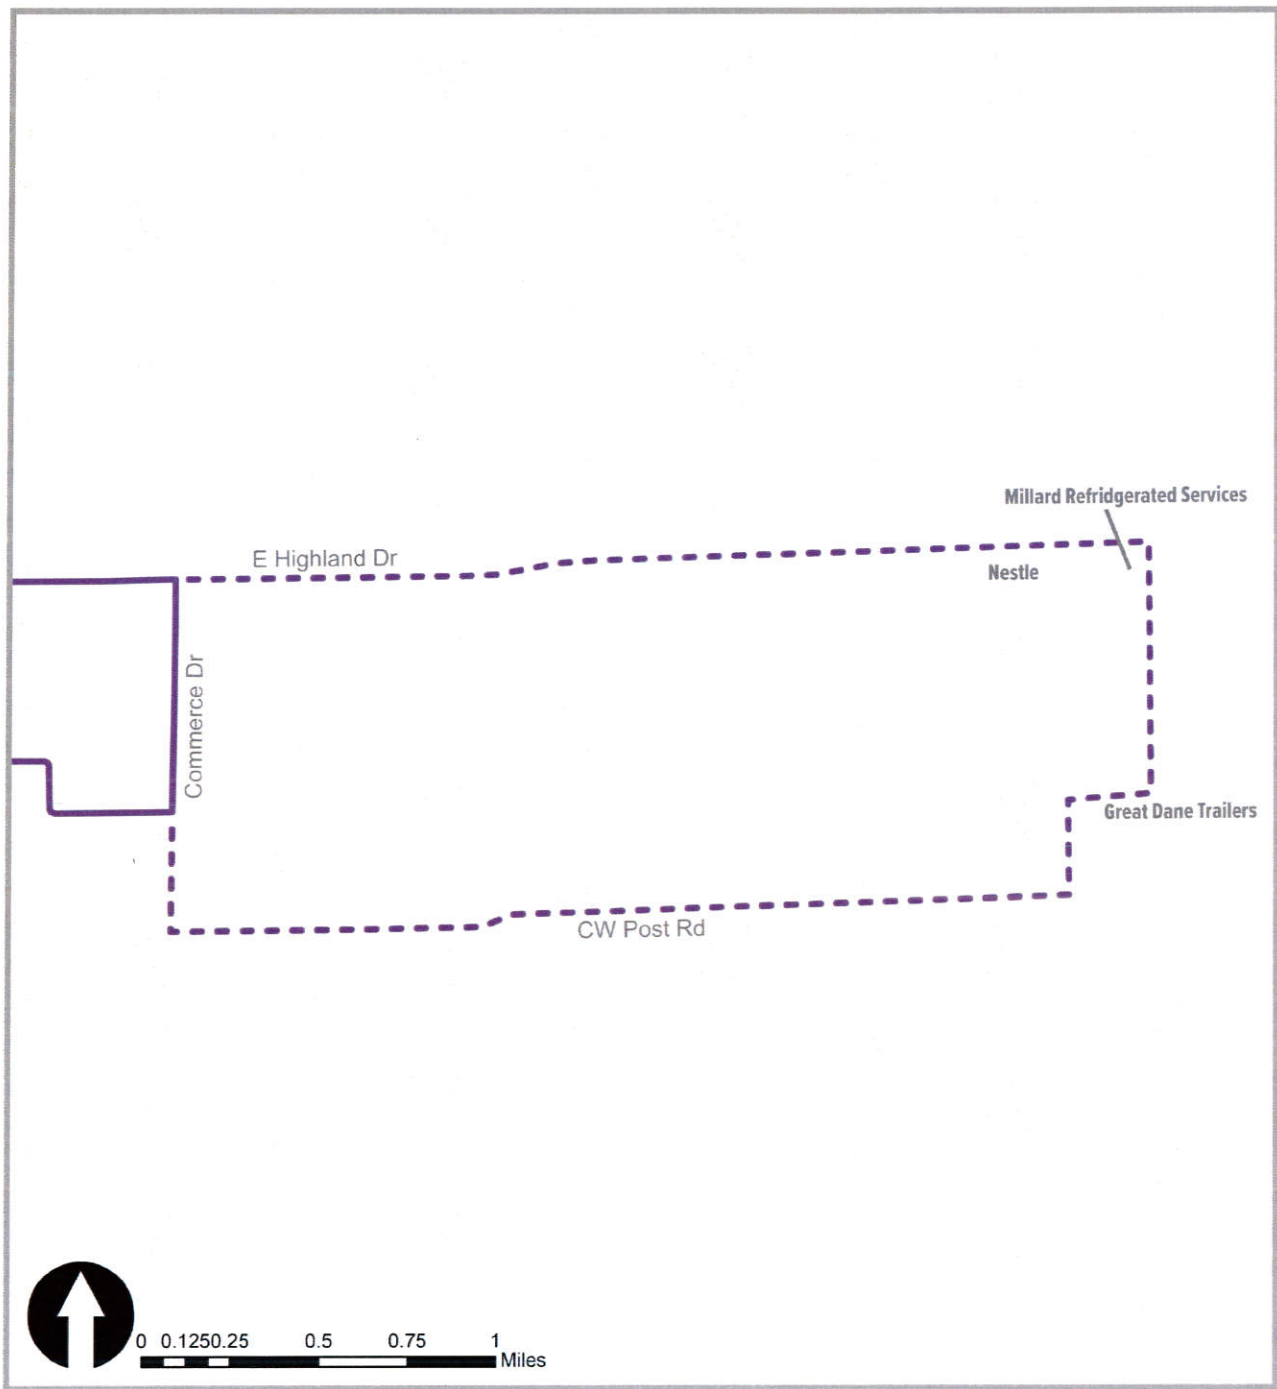 Millard Refridgerated Services
E Highland Dr
Nestle
Commerce Dr
Great Dane Trailers
CW Post Rd
0 0.1250.25 0.5 0.75 1
Miles